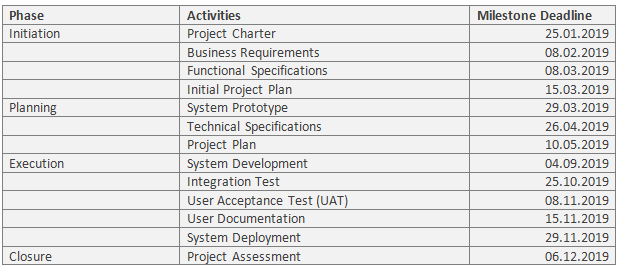 Phase Activities Milestone Deadline
Initiation Project Charter 25.01.2019
Business Requirements 08.02.2019
Functional Specifications 08.03.2019
Initial Project Plan 15.03.2019
Planning System Prototype 29.03.2019
Technical Specifications 26.04.2019
Project Plan 10.05.2019
Execution System Development 04.09.2019
Integration Test 25.10.2019
User Acceptance Test (UAT) 08.11.2019
User Documentation 15.11.2019
System Deployment 29.11.2019
Closure Project Assessment 06.12.2019